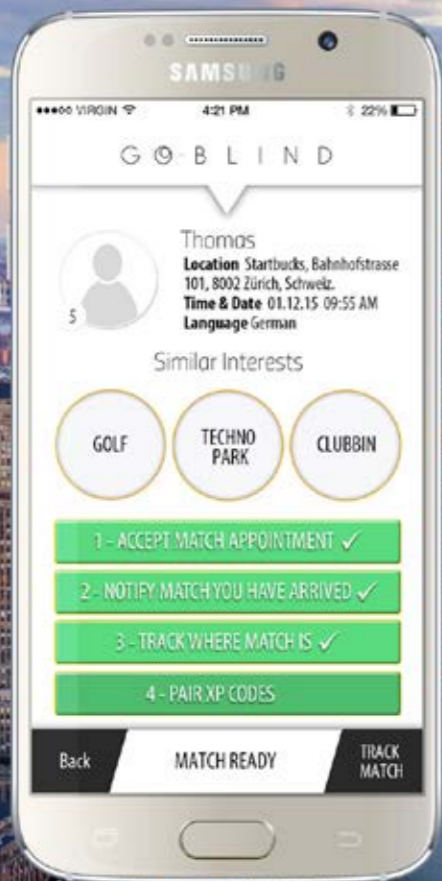 SAMSUNG
VIRGIN 4:21 PM 22%
GO-BLIND
Thomas
Location Startbucks, Bahnhofstrasse
101, 8002 Zürich, Schweiz.
Time & Date 01.12.15 09:55 AM
Language German
5
Similar Interests
GOLF
TECHNO
PARK
CLUBBIN
1 - ACCEPT MATCH APPOINTMENT ✓
2 - NOTIFY MATCH YOU HAVE ARRIVED ✓
3 - TRACK WHERE MATCH IS ✓
4 - PAIR XP CODES
Back
MATCH READY
TRACK
MATCH